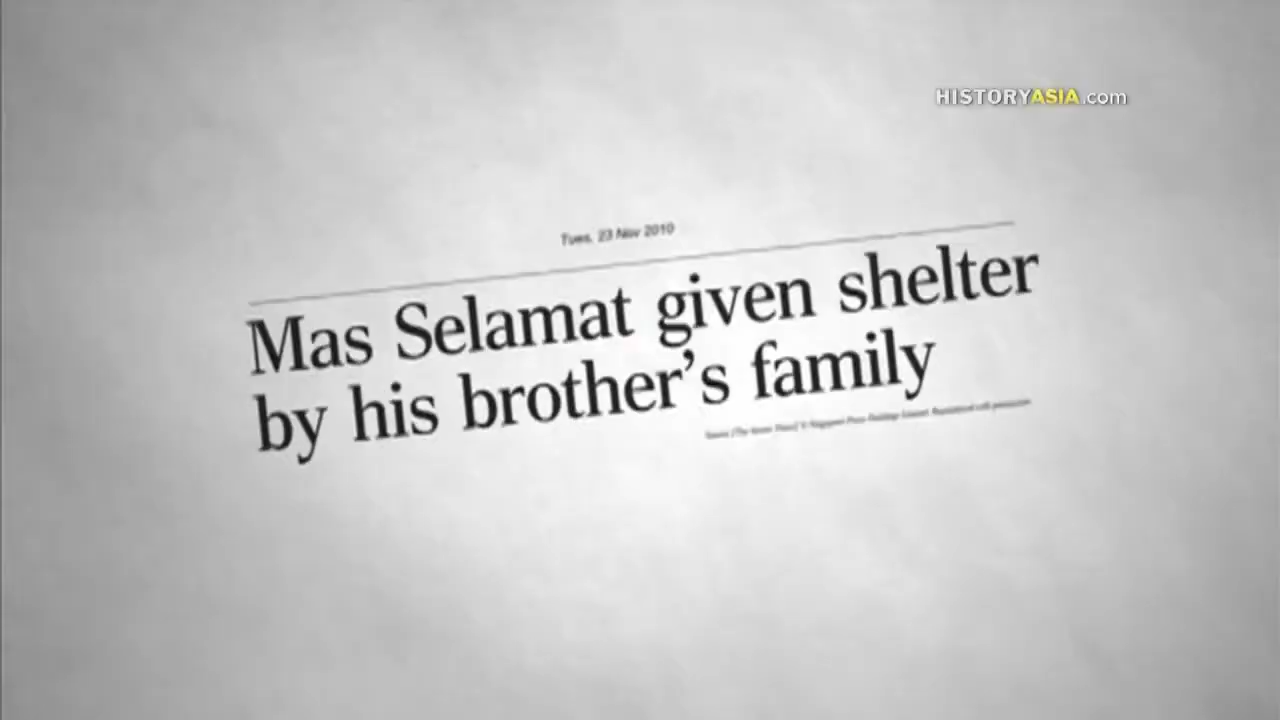 HISTORYASIA.com
Tues, 23 Nov 2010
Mas Selamat given shelter
by his brother's family